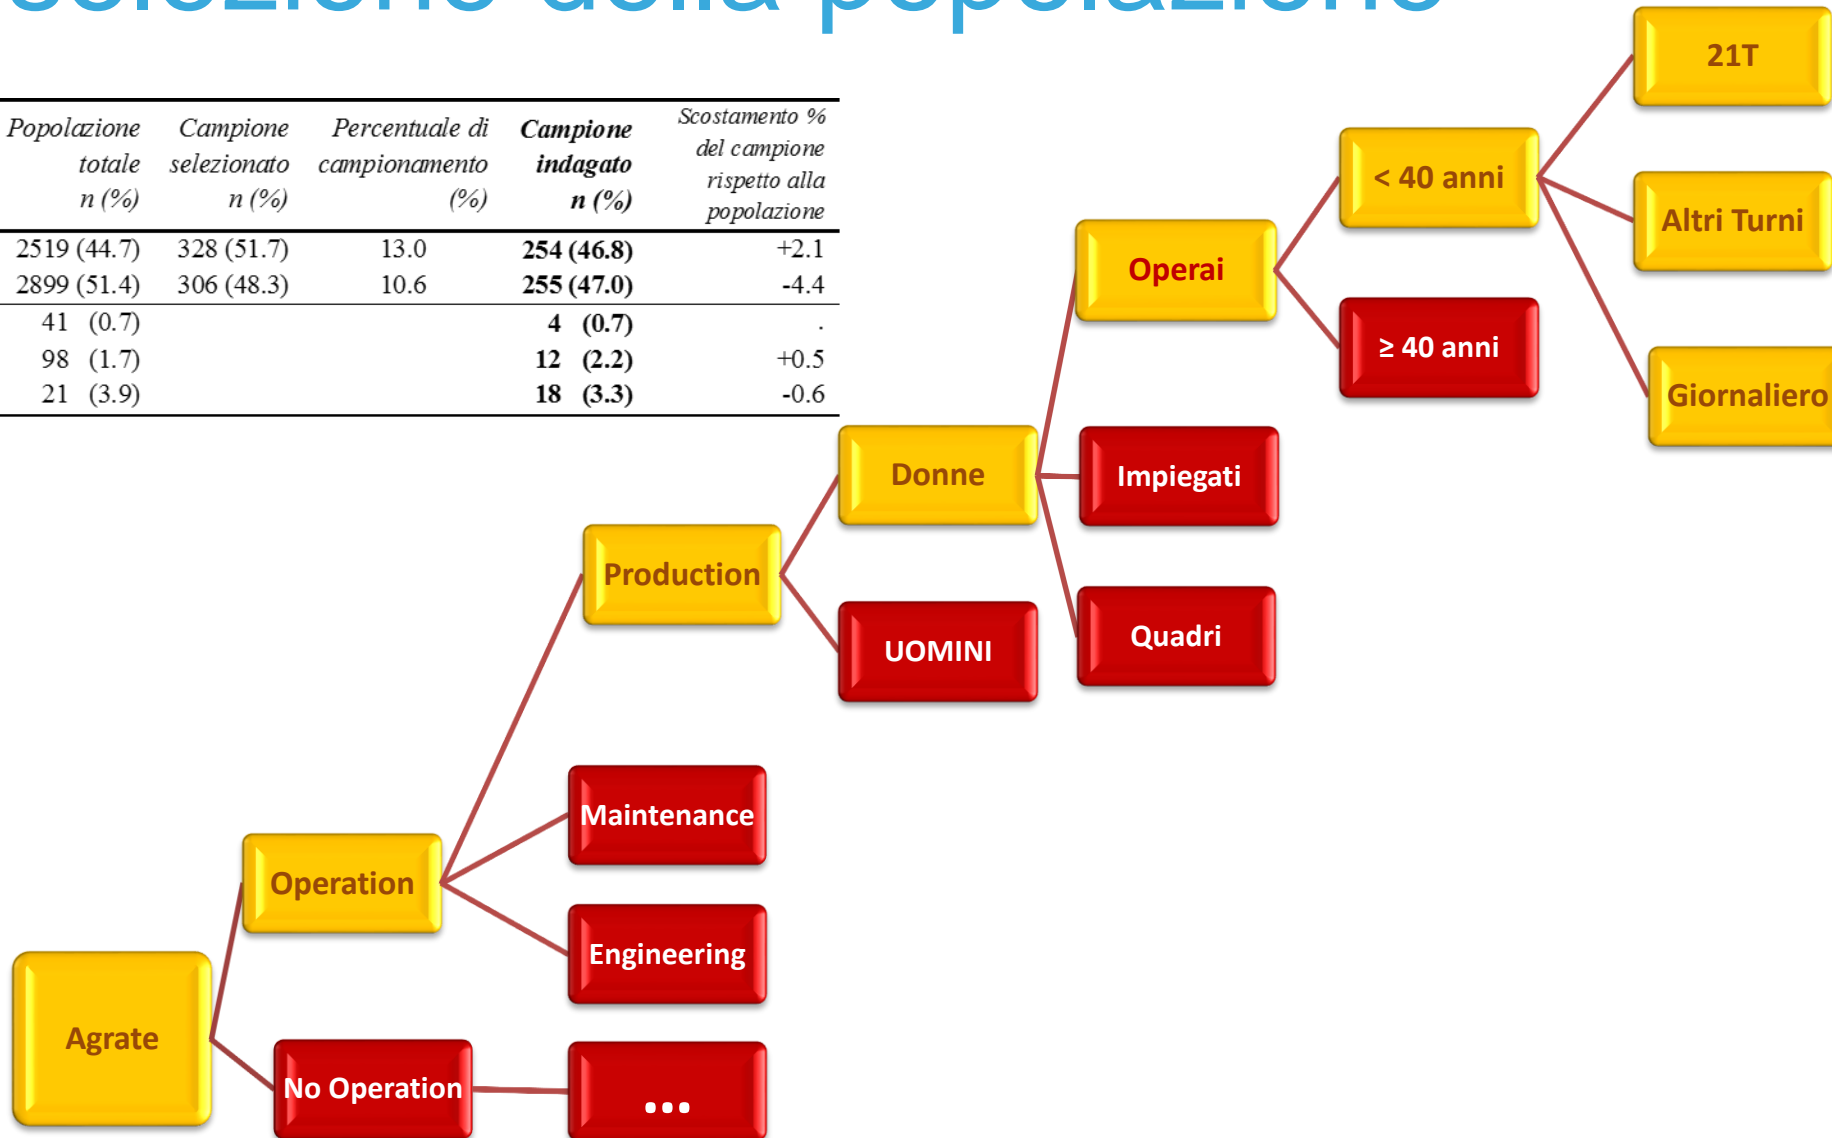 selezione della popolazione
Popolazione totale n (%) Campione selezionato n (%) Percentuale di campionamento (%) Campione indagato n (%) Scostamento % del campione rispetto alla popolazione
2519 (44.7) 328 (51.7) 13.0 254 (46.8) +2.1
2899 (51.4) 306 (48.3) 10.6 255 (47.0) -4.4
41 (0.7) 4 (0.7) .
98 (1.7) 12 (2.2) +0.5
21 (3.9) 18 (3.3) -0.6
21T
< 40 anni
Altri Turni
Operai
≥ 40 anni
Giornaliero
Donne
Impiegati
Production
UOMINI
Quadri
Maintenance
Operation
Engineering
Agrate
No Operation
...